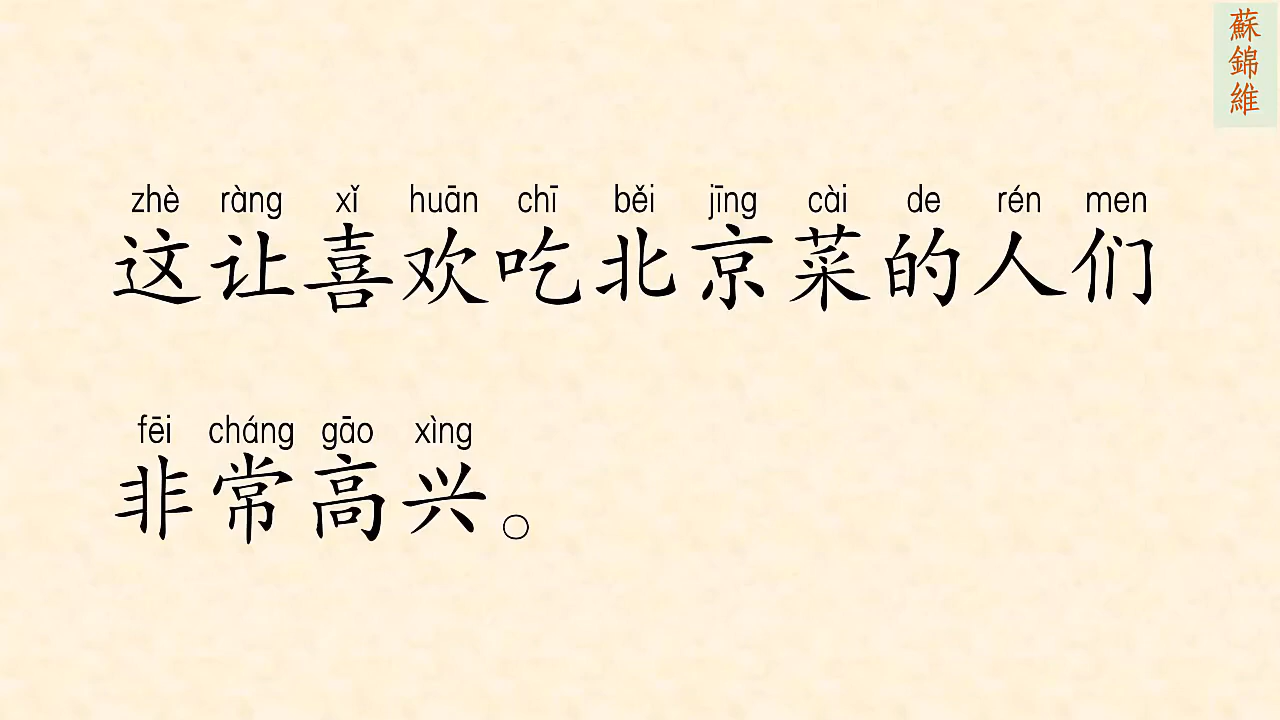 zhè ràng xǐ huān chī běi jīng cài de rén men
这让喜欢吃北京菜的人们
fēi cháng gāo xìng
非常高兴。
蘇錦維